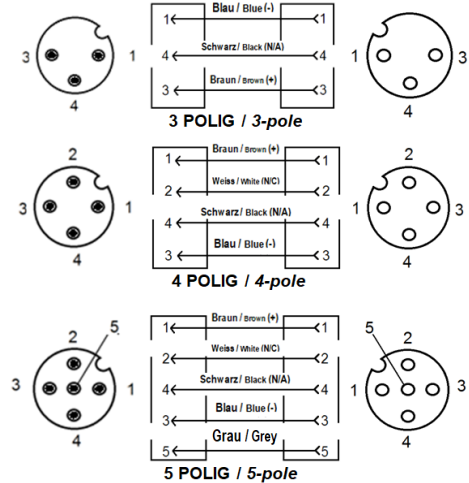 Blau / Blue (-)
1 1
Schwarz / Black (N/A)
3 1 4 4 1 3
Braun / Brown (+)
3 3
4 4
3 POLIG / 3-pole
Braun / Brown (+)
2 1 1 2
Weiss / White (N/C)
2 2
3 1 Schwarz / Black (N/A) 1 3
4 4
Blau / Blue (-)
4 3 3 4
4 POLIG / 4-pole
Braun / Brown (+)
5 1 1 5
2 Weiss / White (N/C) 2
2 2
Schwarz / Black (N/A)
3 1 4 4 1 3
Blau / Blue (-)
3 3
4 Grau / Grey 4
5 5
5 POLIG / 5-pole